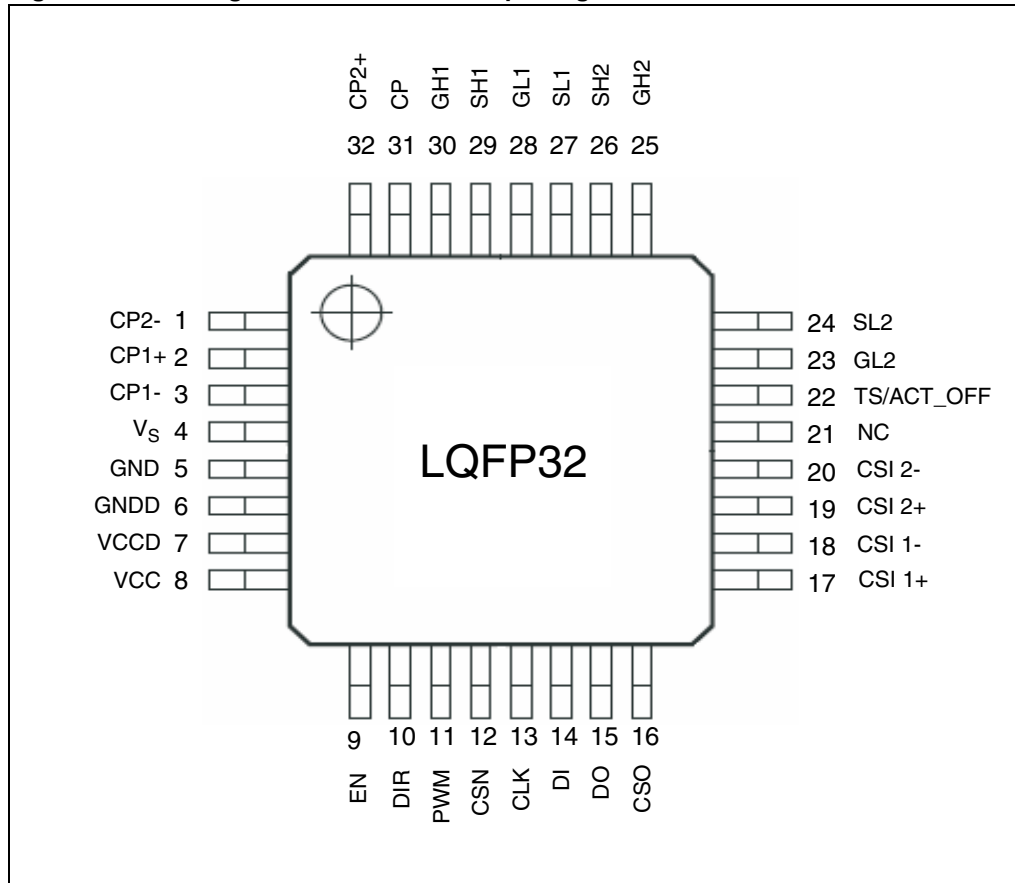 CP2+ CP GH1 SH1 GL1 SL1 SH2 GH2
32 31 30 29 28 27 26 25
CP2- 1
CP1+ 2
CP1- 3
VS 4
GND 5
GNDD 6
VCCD 7
VCC 8
LQFP32
24 SL2
23 GL2
22 TS/ACT_OFF
21 NC
20 CSI 2-
19 CSI 2+
18 CSI 1-
17 CSI 1+
9 10 11 12 13 14 15 16
EN DIR PWM CSN CLK DI DO CSO